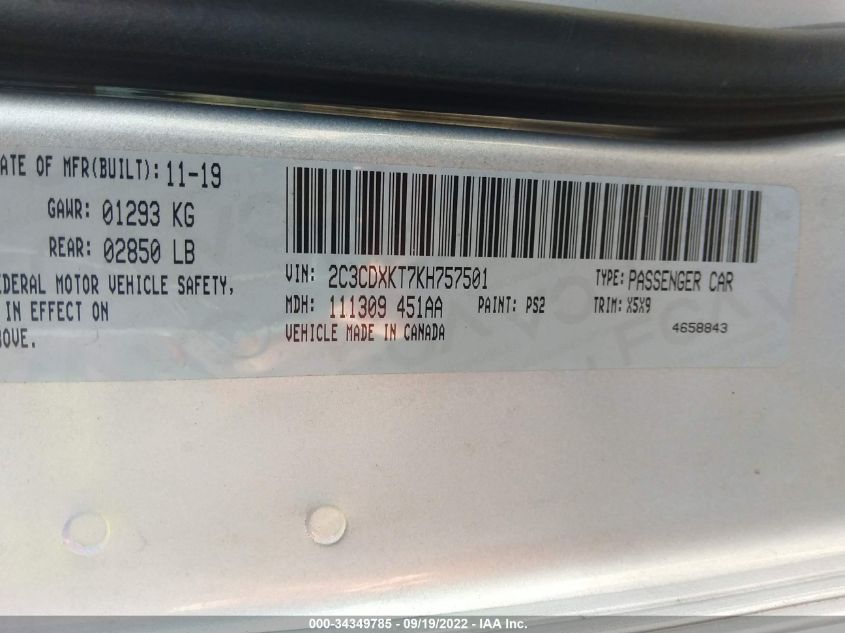 ATE OF MFR(BUILT): 11-19
GAWR: 01293 KG
REAR: 02850 LB
EDERAL MOTOR VEHICLE SAFETY,
IN EFFECT ON
BOVE.
VIN: 2C3CDXKT7KH757501 TYPE: PASSENGER CAR
MDH: 111309 451AA PAINT: PS2 TRIM: X5X9
VEHICLE MADE IN CANADA 4658843
000-34349785 - 09/19/2022 - IAA Inc.